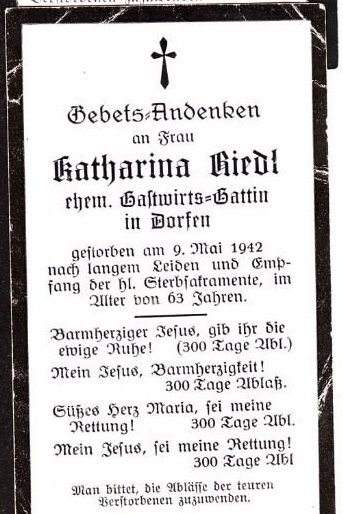 Gebets-Andenken
an Frau
Katharina Riedl
ehem. Gastwirts-Gattin
in Dorfen
gestorben am 9. Mai 1942
nach langem Leiden und Emp-
fang der hl. Sterbsakramente, im
Alter von 63 Jahren.
Barmherziger Jesus, gib ihr die
ewige Ruhe! (300 Tage Abl.)
Mein Jesus, Barmherzigkeit!
300 Tage Ablaß.
Süßes Herz Maria, sei meine
Rettung! 300 Tage Abl.
Mein Jesus, sei meine Rettung!
300 Tage Abl
Man bittet, die Ablässe der teuren
Verstorbenen zuzuwenden.